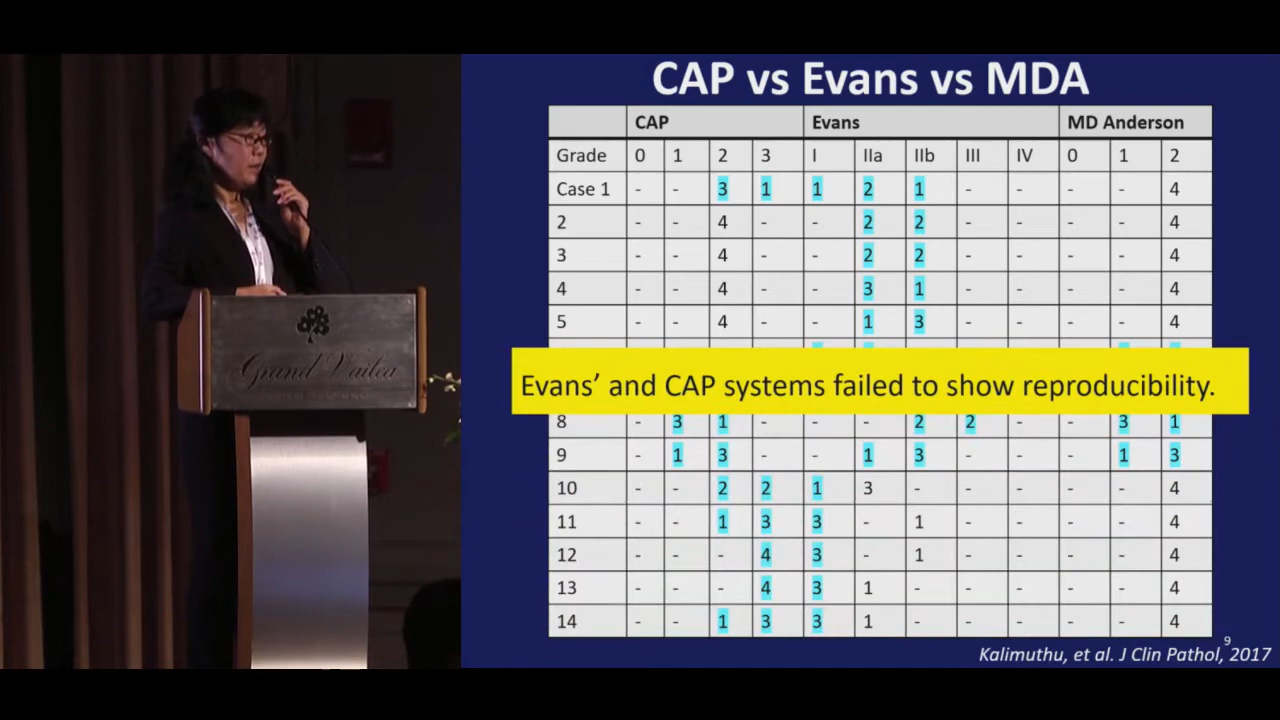 CAP vs Evans vs MDA
CAP Evans MD Anderson
Grade 0 1 2 3 I IIa IIb III IV 0 1 2
Case 1 - - 3 1 1 2 1 - - - - 4
2 - - 4 - - 2 2 - - - - 4
3 - - 4 - - 2 2 - - - - 4
4 - - 4 - - 3 1 - - - - 4
5 - - 4 - - 1 3 - - - - 4
Evans’ and CAP systems failed to show reproducibility.
8 - 3 1 - - - 2 2 - - 3 1
9 - 1 3 - - 1 3 - - - 1 3
10 - - 2 2 1 3 - - - - - 4
11 - - 1 3 3 - 1 - - - - 4
12 - - - 4 3 - 1 - - - - 4
13 - - - 4 3 1 - - - - - 4
14 - - 1 3 3 1 - - - - - 4
9
Kalimuthu, et al. J Clin Pathol, 2017
Grand Wailea